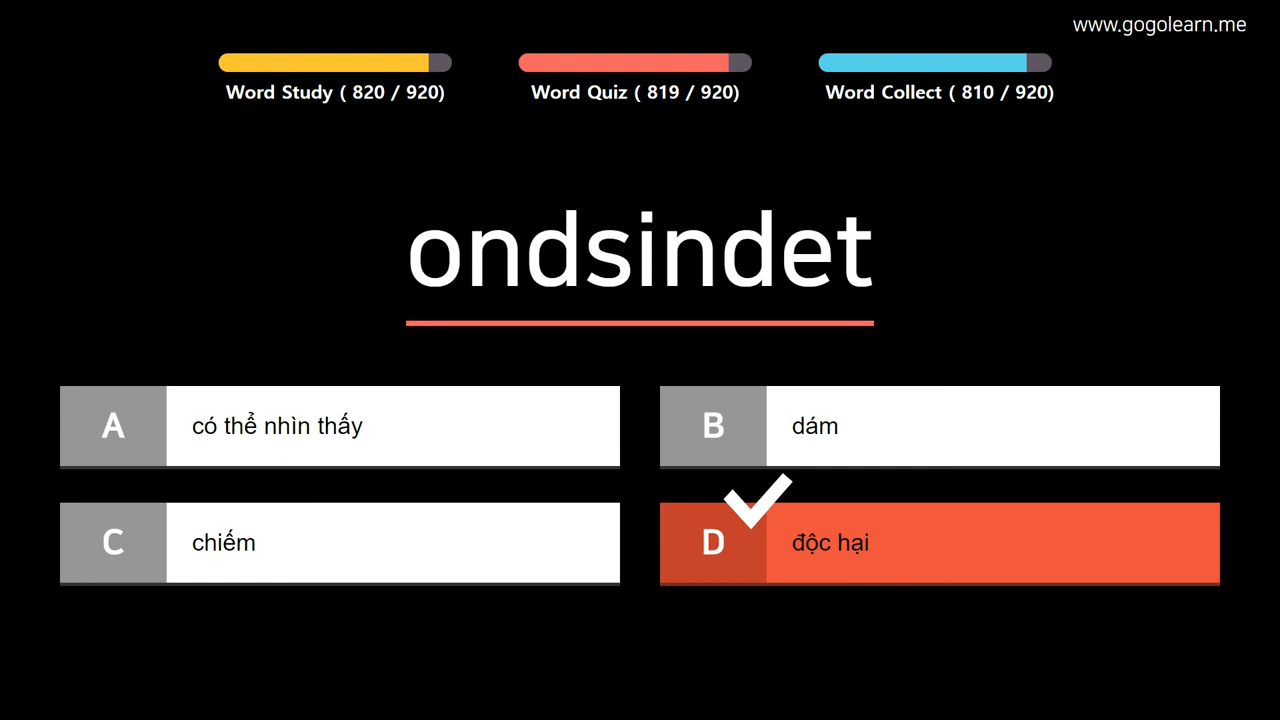 www.gogolearn.me
Word Study ( 820 / 920)
Word Quiz ( 819 / 920)
Word Collect ( 810 / 920)
ondsindet
A có thể nhìn thấy
B dám
C chiếm
D độc hại